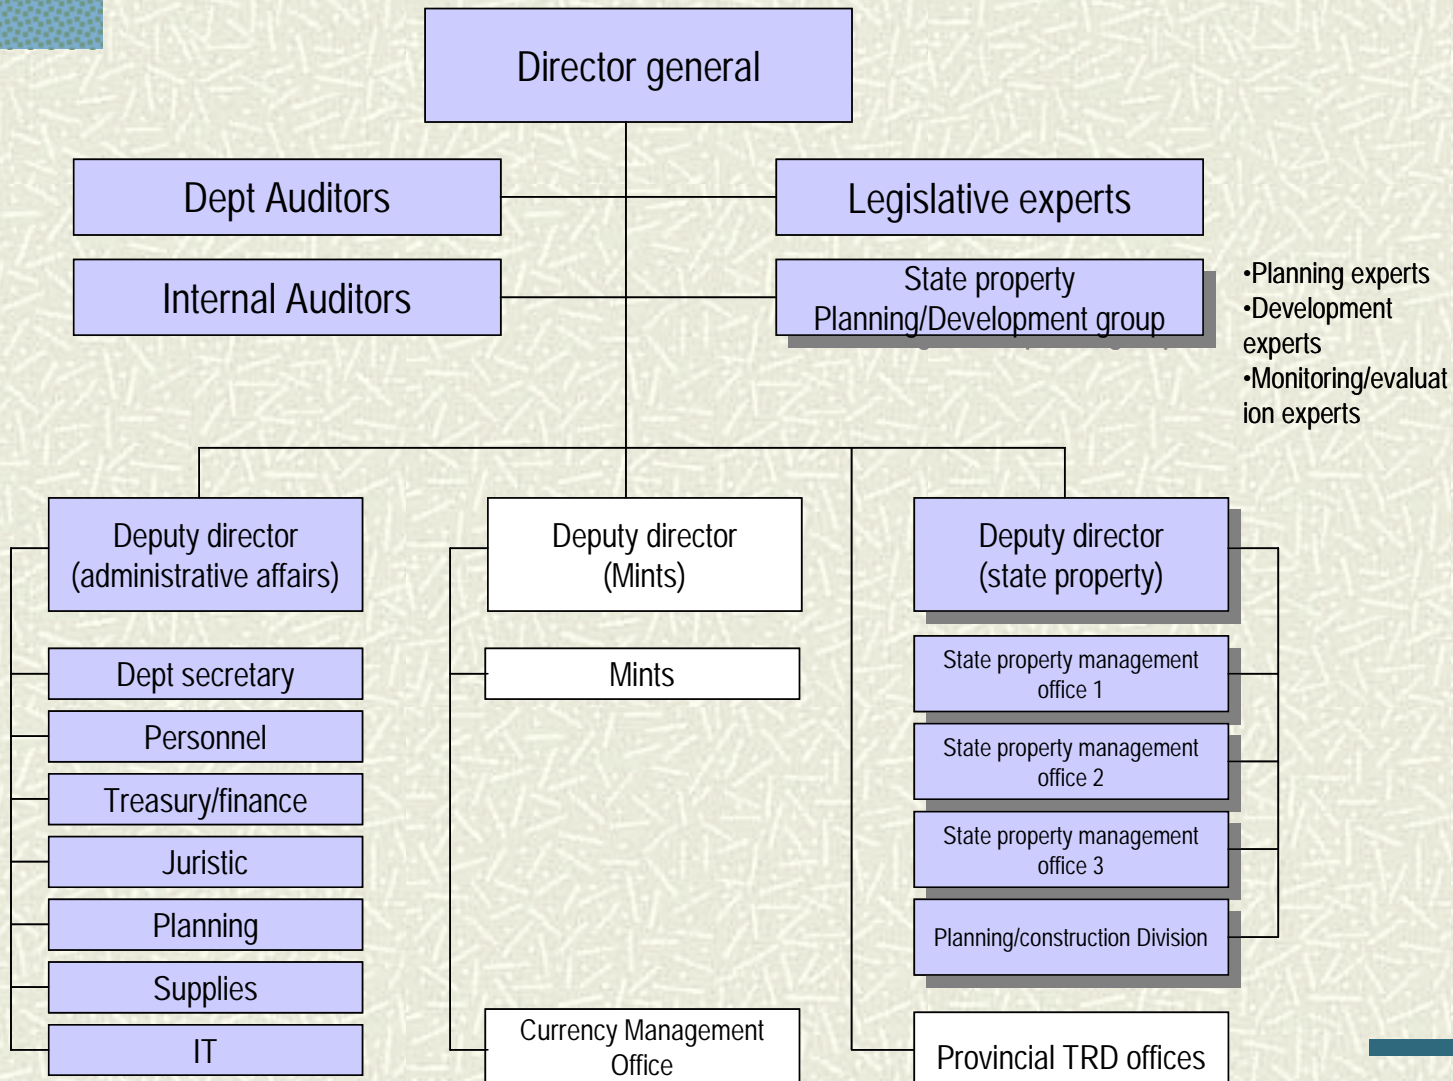 Director general
Dept Auditors
Legislative experts
Internal Auditors
State property
Planning/Development group
•Planning experts
•Development
experts
•Monitoring/evaluat
ion experts
Deputy director
(administrative affairs)
Deputy director
(Mints)
Deputy director
(state property)
Dept secretary
Personnel
Treasury/finance
Juristic
Planning
Supplies
IT
Mints
Currency Management
Office
State property management
office 1
State property management
office 2
State property management
office 3
Planning/construction Division
Provincial TRD offices